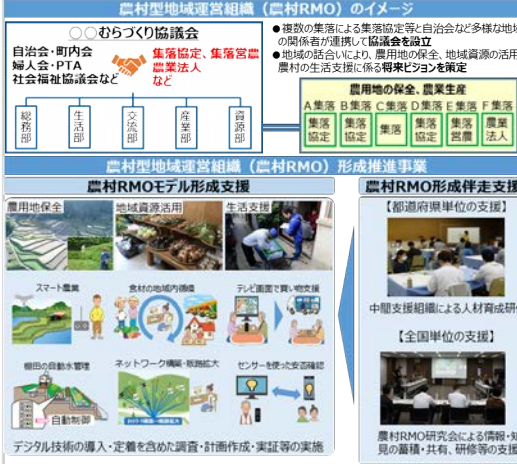 農村型地域運営組織（農村RMO）のイメージ
○○むらづくり協議会
自治会・町内会
婦人会・PTA
社会福祉協議会など
集落協定、集落営農
農業法人
など
総務部
生活部
交流部
産業部
資源部
●複数の集落による集落協定等と自治会など多様な地域
の関係者が連携して協議会を設立
●地域の話合いにより、農用地の保全、地域資源の活用
農村の生活支援に係る将来ビジョンを策定
農用地の保全、農業生産
A集落 B集落 C集落 D集落 E集落 F集落
集落協定
集落協定
集落
集落協定
集落営農
農業法人
農村型地域運営組織（農村RMO）形成推進事業
農村RMOモデル形成支援
農用地保全
地域資源活用
生活支援
スマート農業
食材の地域内循環
テレビ画面で買い物支援
棚田の自動水管理
ネットワーク構築・販路拡大
センサーを使った安否確認
自動制御
デジタル技術の導入・定着を含めた調査・計画作成・実証等の実施
農村RMO形成伴走支援
【都道府県単位の支援】
中間支援組織による人材育成研
【全国単位の支援】
農村RMO研究会による情報・知
見の蓄積・共有、研修等の支援